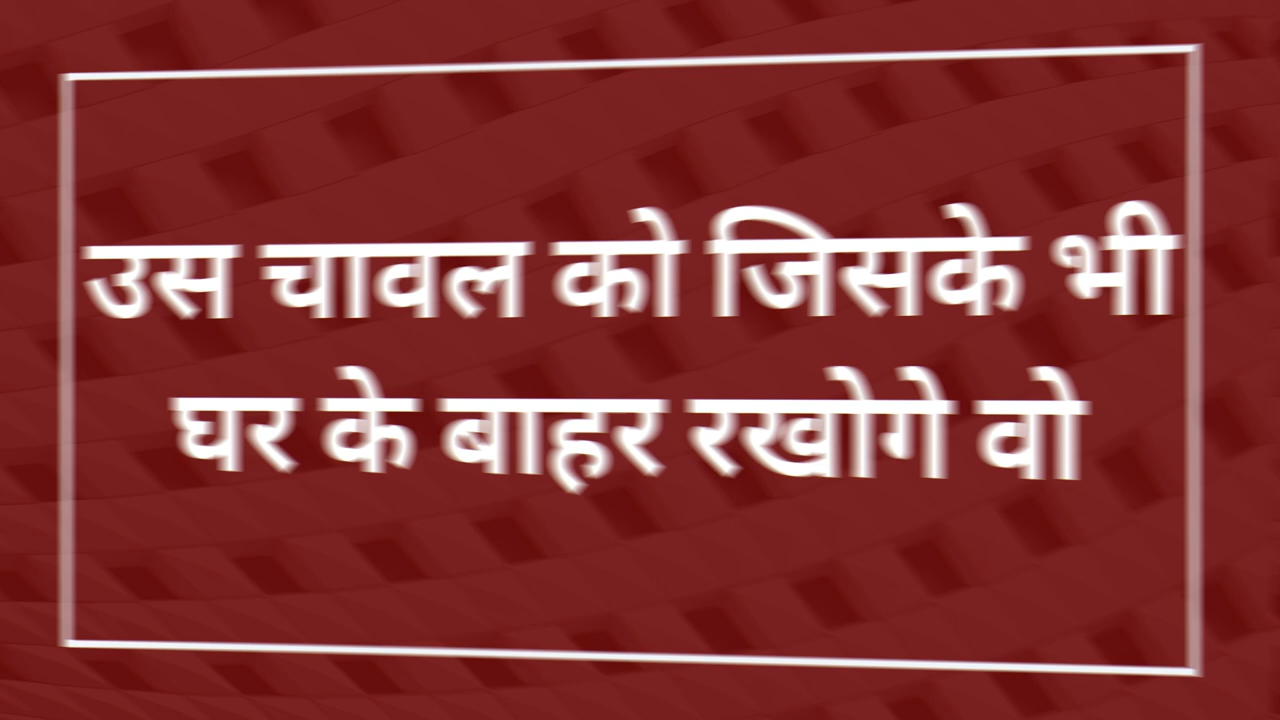 उस चावल को जिसके भी
घर के बाहर रखोगे वो